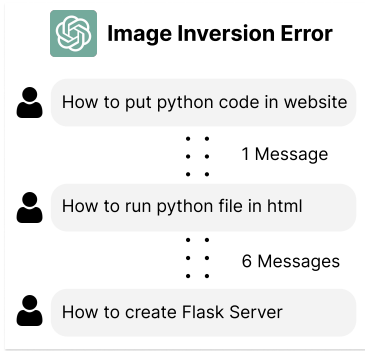 Image Inversion Error
How to put python code in website
1 Message
How to run python file in html
6 Messages
How to create Flask Server